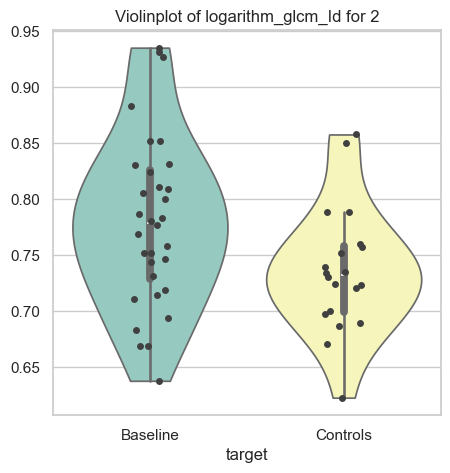 Violinplot of logarithm_glcm_Id for 2
0.95
0.90
0.85
0.80
0.75
0.70
0.65
Baseline
Controls
target